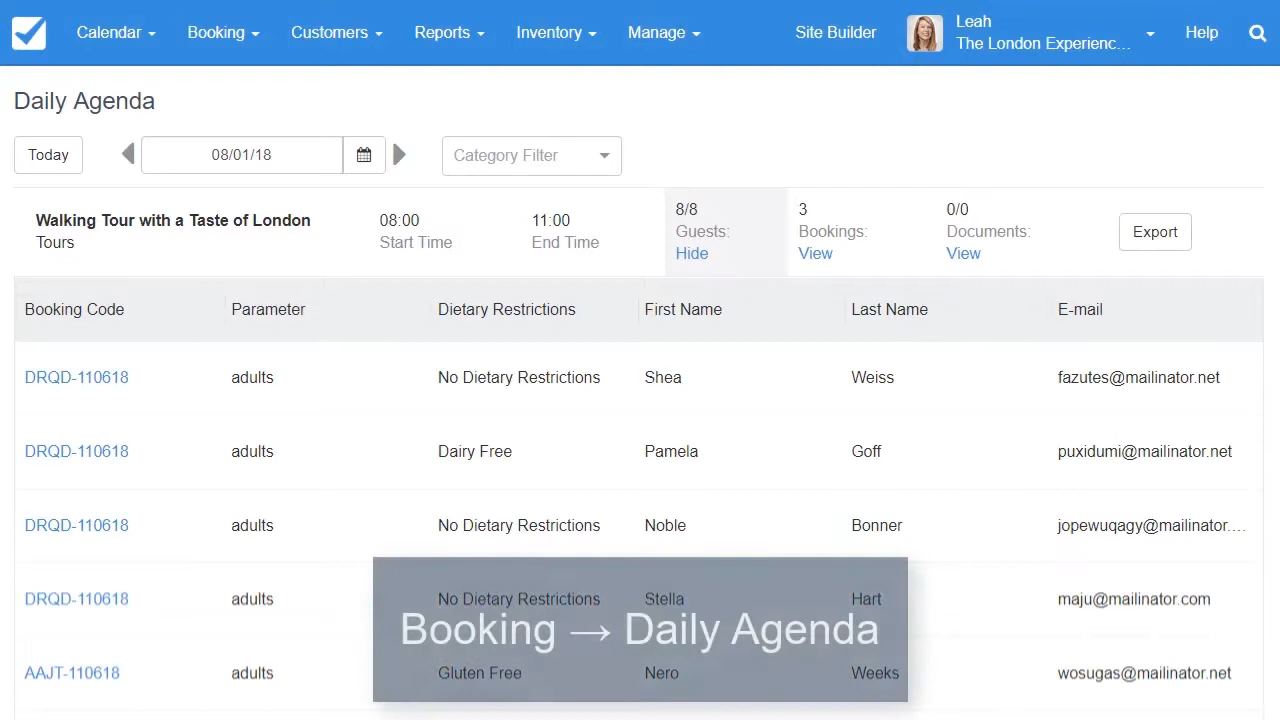 Calendar Booking Customers Reports Inventory Manage Site Builder Leah Help
The London Experienc...
Daily Agenda
Today 08/01/18 Category Filter
Walking Tour with a Taste of London 08:00 11:00 8/8 3 0/0 Export
Tours Start Time End Time Guests: Bookings: Documents:
Hide View View
Booking Code Parameter Dietary Restrictions First Name Last Name E-mail
DRQD-110618 adults No Dietary Restrictions Shea Weiss fazutes@mailinator.net
DRQD-110618 adults Dairy Free Pamela Goff puxidumi@mailinator.net
DRQD-110618 adults No Dietary Restrictions Noble Bonner jopewuqagy@mailinator....
DRQD-110618 adults No Dietary Restrictions Stella Hart maju@mailinator.com
Booking → Daily Agenda
AAJT-110618 adults Gluten Free Nero Weeks wosugas@mailinator.net